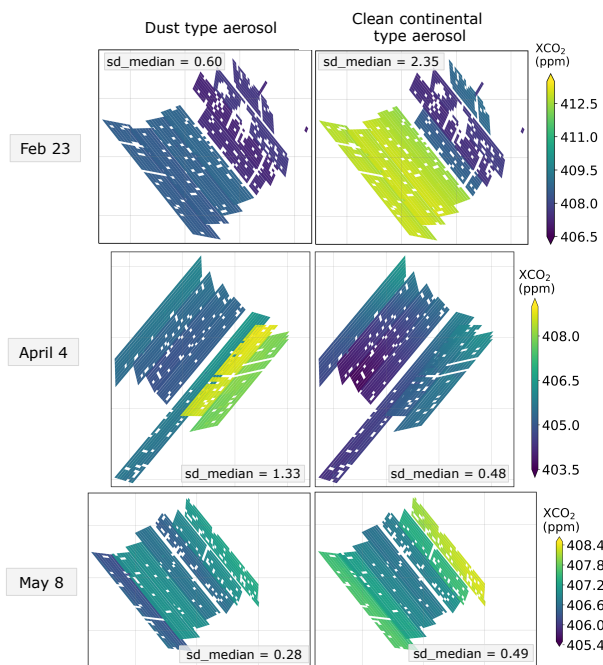 Dust type aerosol
Clean continental
type aerosol
XCO₂
(ppm)
sd_median = 0.60
sd_median = 2.35
412.5
411.0
409.5
408.0
406.5
Feb 23
XCO₂
(ppm)
408.0
406.5
405.0
403.5
April 4
sd_median = 1.33
sd_median = 0.48
XCO₂
(ppm)
408.4
407.8
407.2
406.6
406.0
405.4
May 8
sd_median = 0.28
sd_median = 0.49